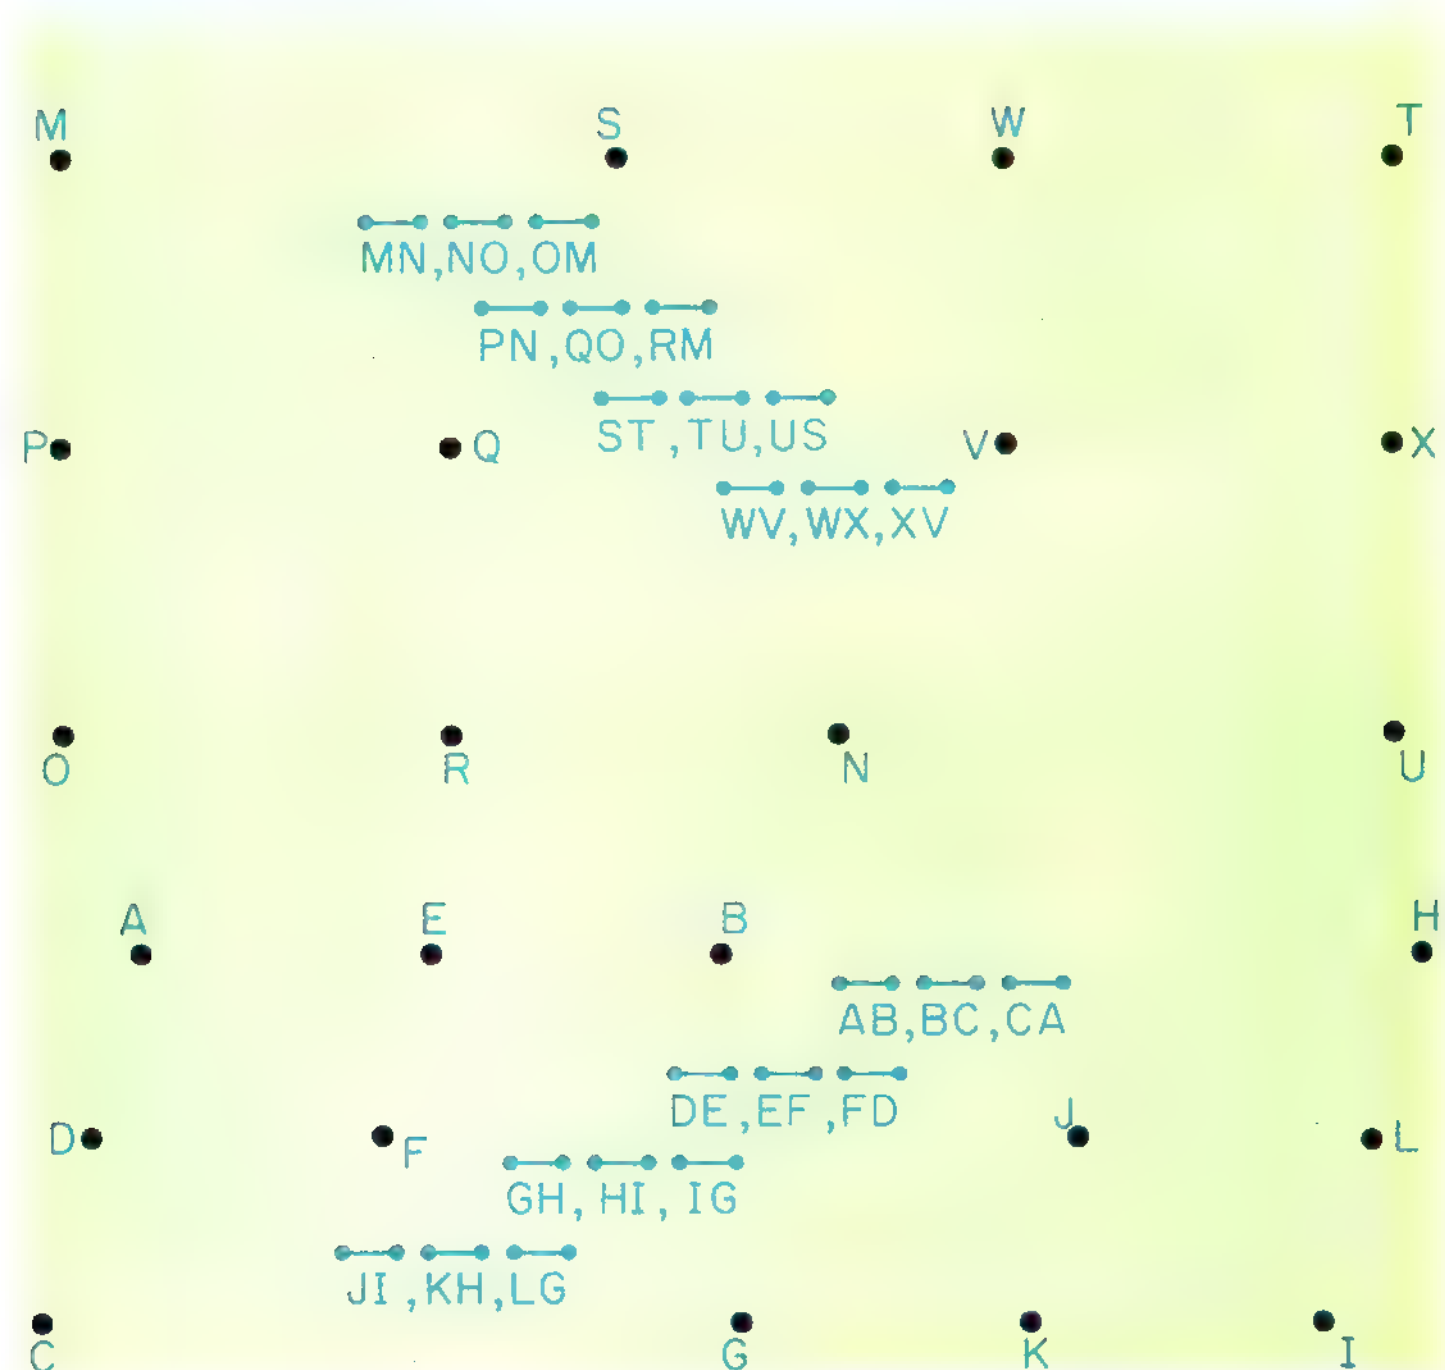 M S W T
MN,NO,OM
PN,QO,RM
ST,TU,US
P Q V X
WV,WX,XV
O R N U
A E B H
AB,BC,CA
DE,EF,FD
D F J L
GH,HI,IG
JI,KH,LG
C G K I